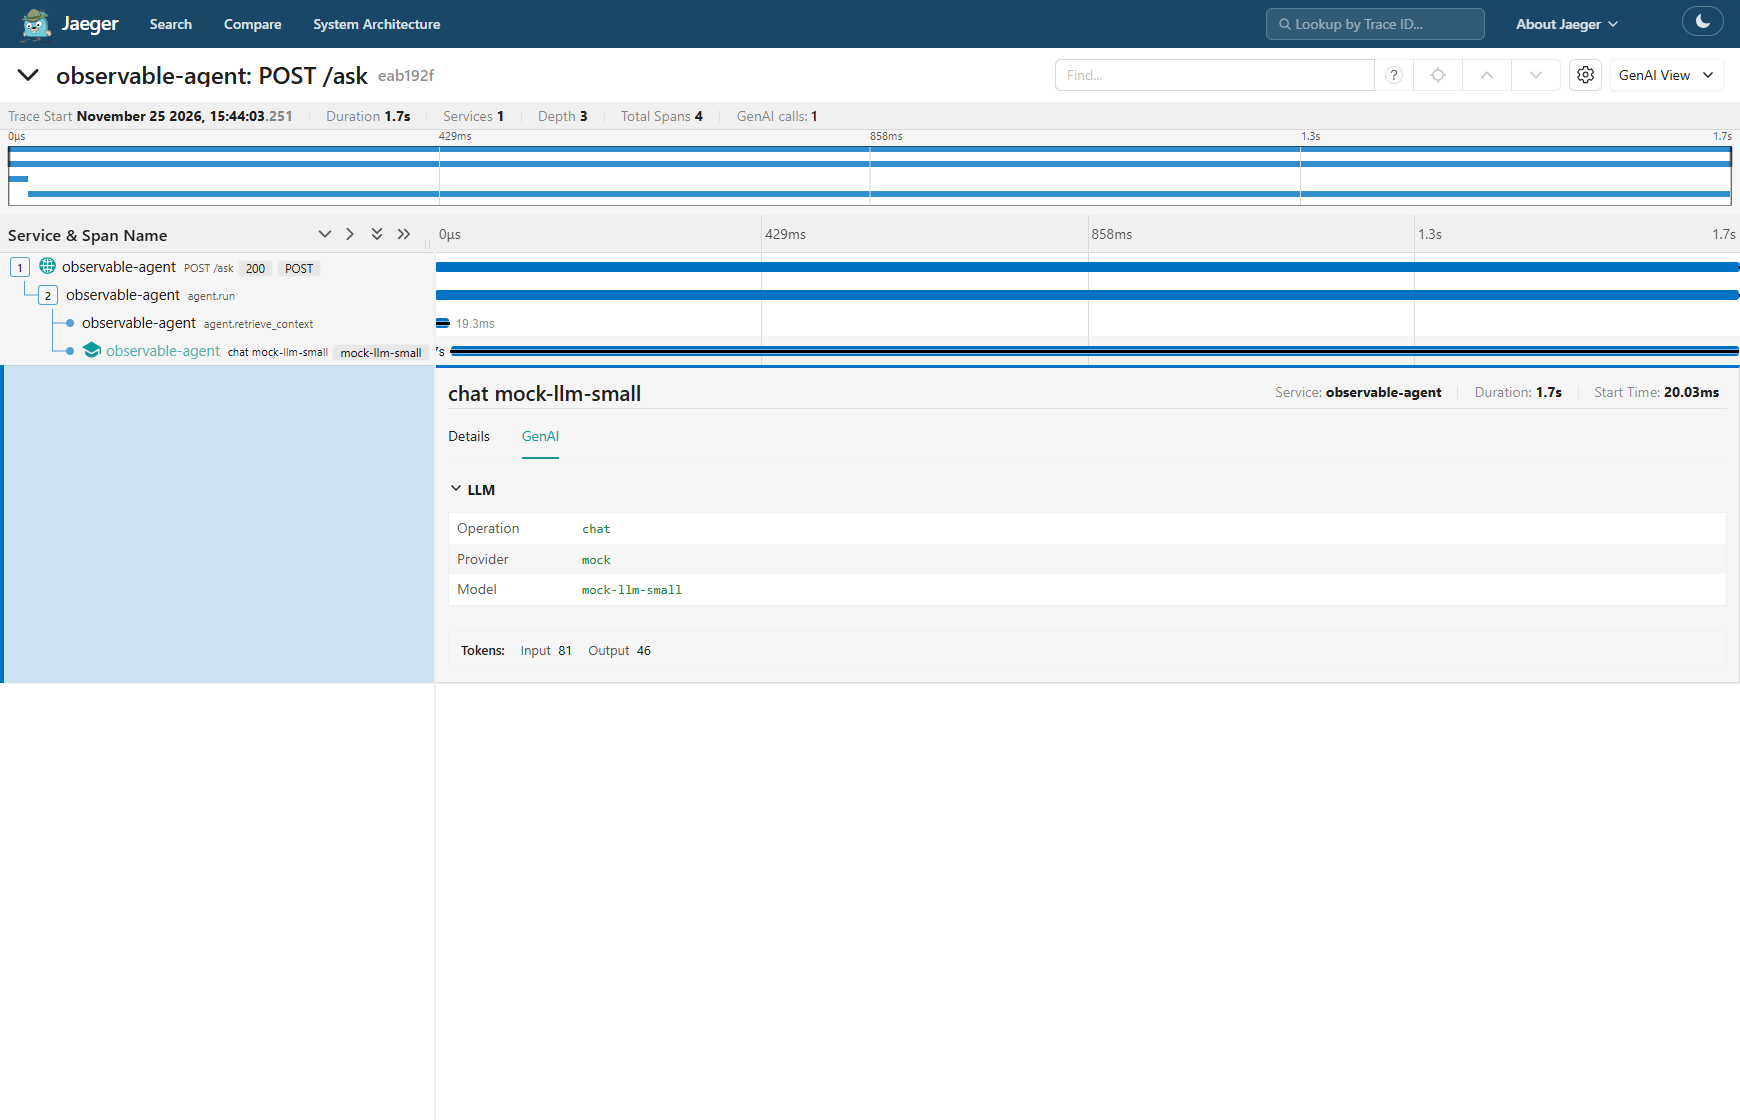 Jaeger Search Compare System Architecture Lookup by Trace ID... About Jaeger
observable-agent: POST /ask eab192f Find... ? GenAI View
Trace Start November 25 2026, 15:44:03.251 Duration 1.7s Services 1 Depth 3 Total Spans 4 GenAI calls: 1
0μs 429ms 858ms 1.3s 1.7s
Service & Span Name 0μs 429ms 858ms 1.3s 1.7s
1 observable-agent POST /ask 200 POST
2 observable-agent agent.run
observable-agent agent.retrieve_context 19.3ms
observable-agent chat mock-llm-small mock-llm-small 7s
chat mock-llm-small Service: observable-agent Duration: 1.7s Start Time: 20.03ms
Details GenAI
LLM
Operation chat
Provider mock
Model mock-llm-small
Tokens: Input 81 Output 46